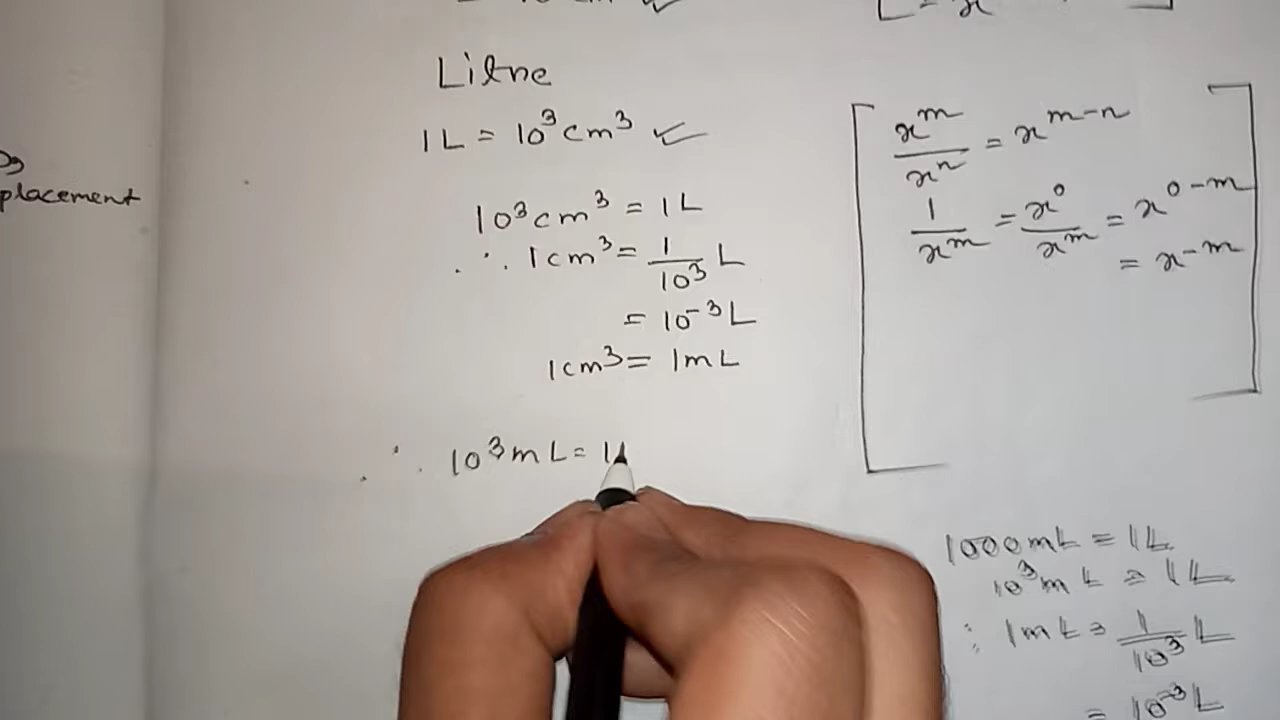 placement
Litre
1L = 10³cm³ ✓
10³cm³ = 1L
∴ 1cm³ = 1/10³ L
= 10⁻³L
1cm³ = 1mL
∴ 10³mL = 1
xᵐ/xⁿ = xᵐ⁻ⁿ
1/xᵐ = x⁰/xᵐ = x⁰⁻ᵐ
= x⁻ᵐ
1000mL = 1L
10³mL = 1L
∴ 1mL = 1/10³ L
= 10⁻³L